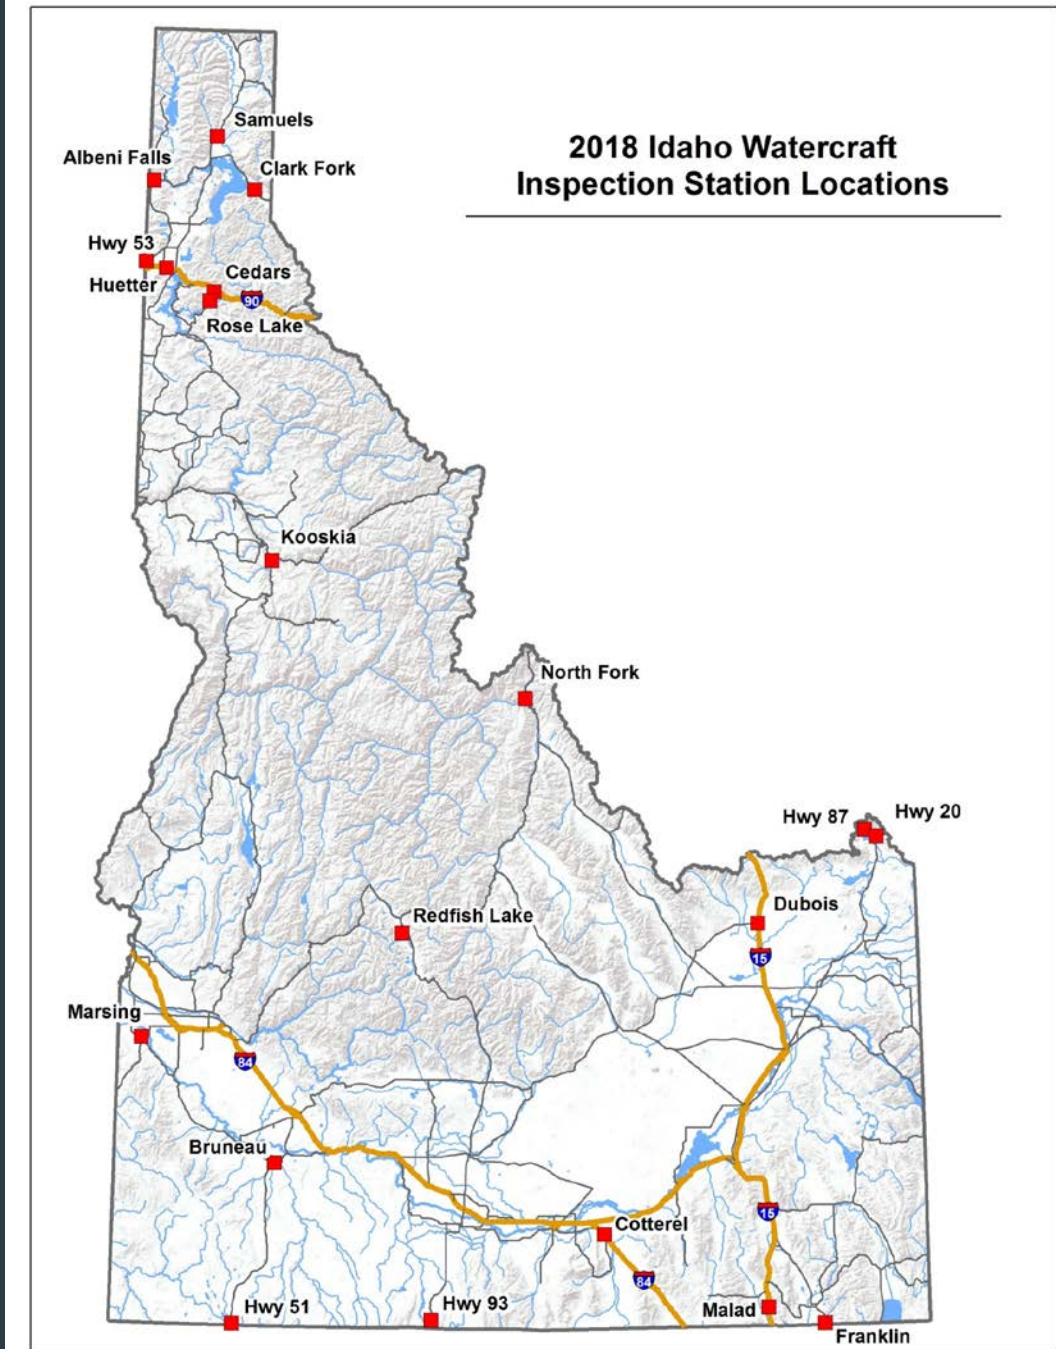 2018 Idaho Watercraft
Inspection Station Locations
Samuels
Albeni Falls
Clark Fork
Hwy 53
Huetter
Cedars
90
Rose Lake
Kooskia
North Fork
Hwy 87
Hwy 20
Dubois
Redfish Lake
15
Marsing
84
Bruneau
15
Cotterel
84
Hwy 51
Hwy 93
Malad
Franklin